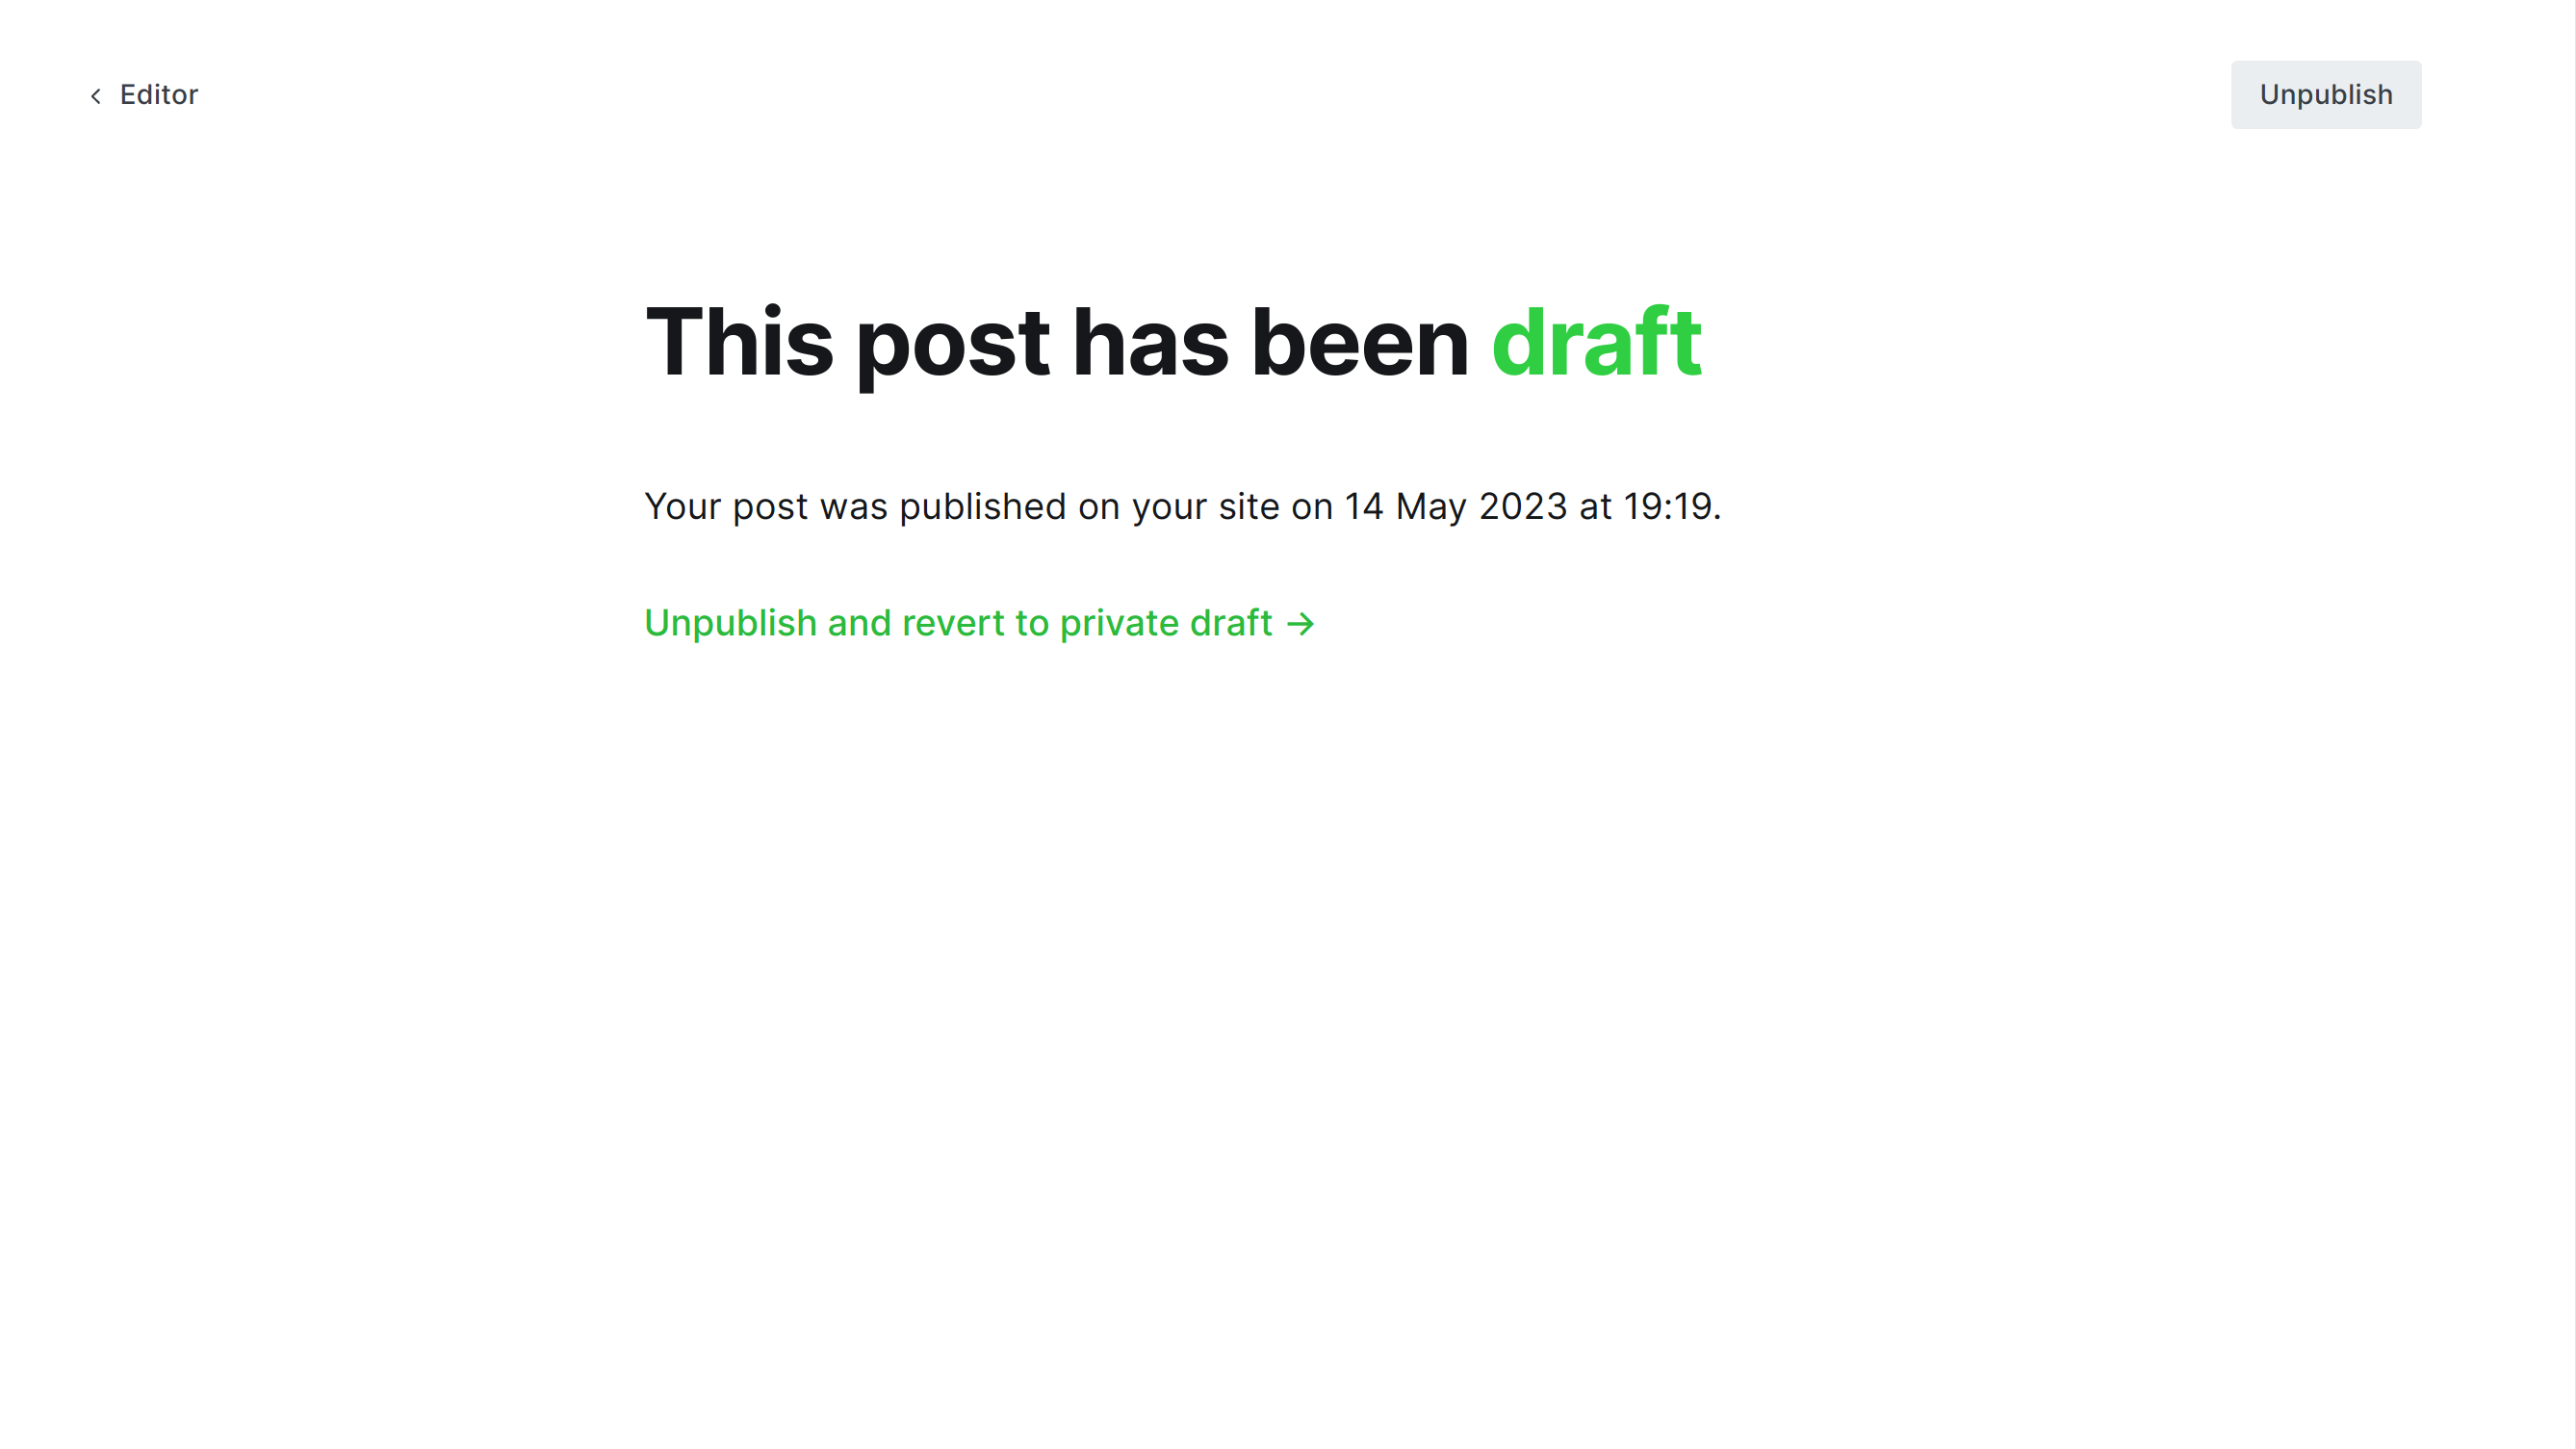 Editor
Unpublish
This post has been draft
Your post was published on your site on 14 May 2023 at 19:19.
Unpublish and revert to private draft →